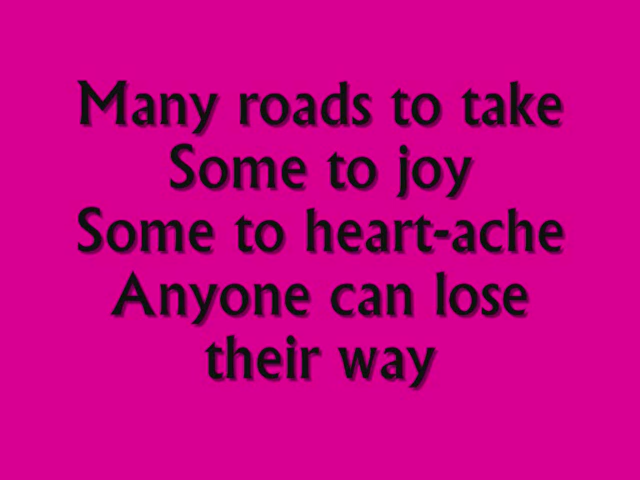 Many roads to take
Some to joy
Some to heart-ache
Anyone can lose
their way